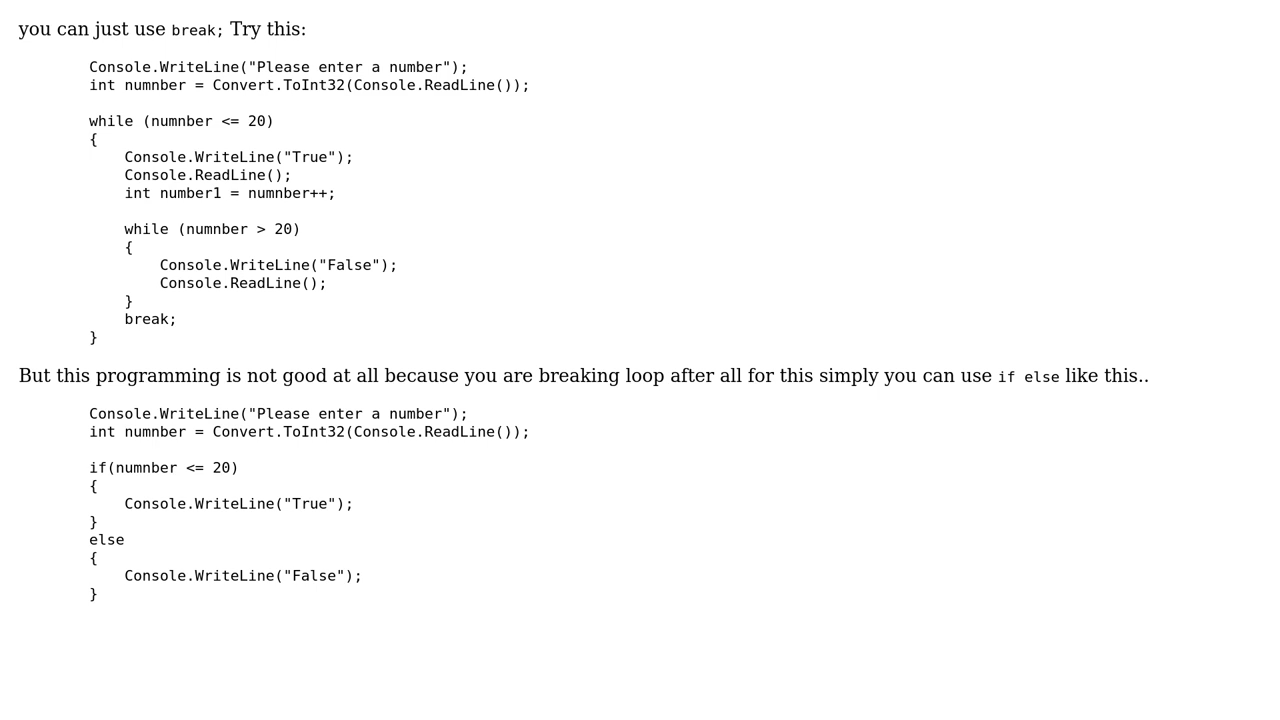 you can just use break; Try this:
Console.WriteLine("Please enter a number");
int numnber = Convert.ToInt32(Console.ReadLine());
while (numnber <= 20)
{
Console.WriteLine("True");
Console.ReadLine();
int number1 = numnber++;
while (numnber > 20)
{
Console.WriteLine("False");
Console.ReadLine();
}
break;
}
But this programming is not good at all because you are breaking loop after all for this simply you can use if else like this..
Console.WriteLine("Please enter a number");
int numnber = Convert.ToInt32(Console.ReadLine());
if(numnber <= 20)
{
Console.WriteLine("True");
}
else
{
Console.WriteLine("False");
}